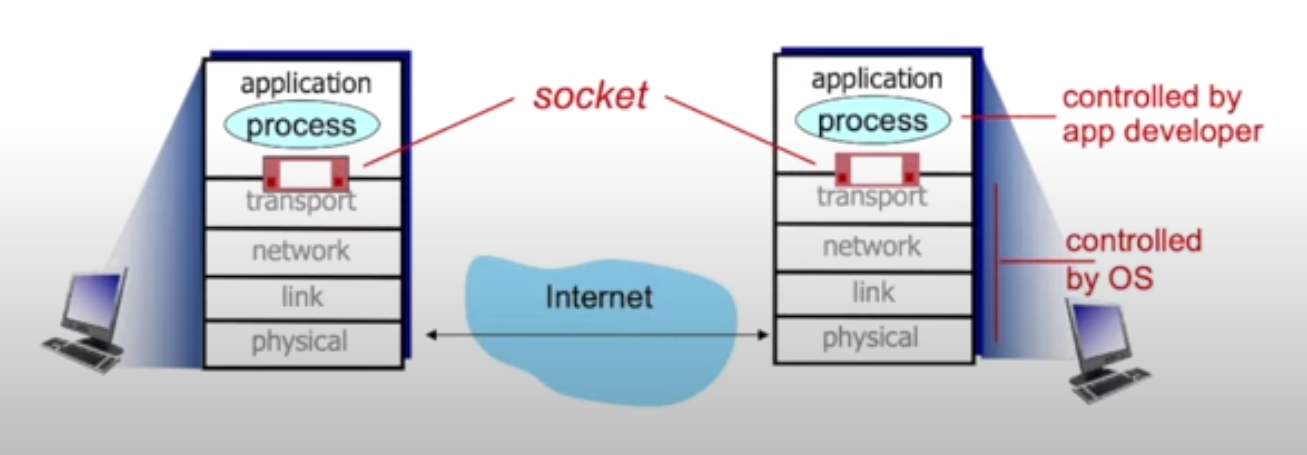 application
process
transport
network
link
physical
socket
Internet
application
process
transport
network
link
physical
controlled by
app developer
controlled
by OS